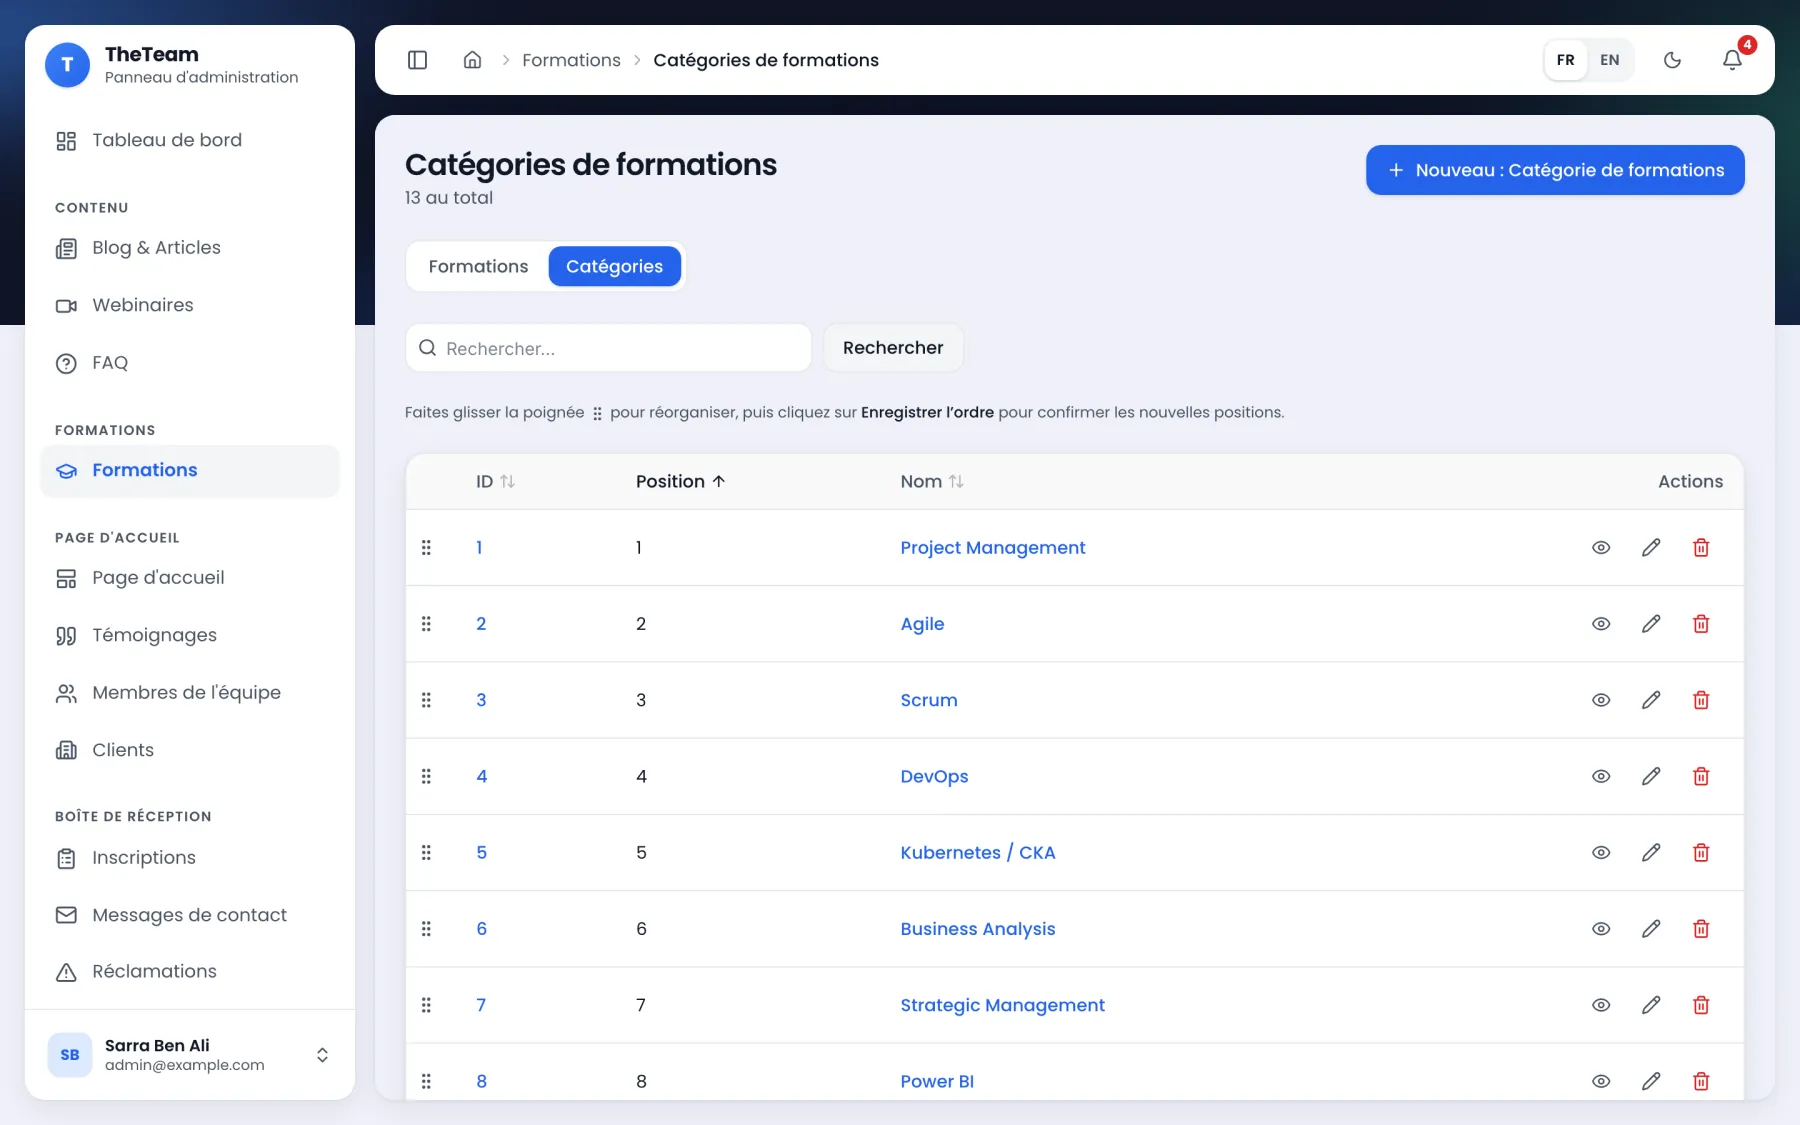 T
TheTeam
Panneau d'administration
Tableau de bord
CONTENU
Blog & Articles
Webinaires
FAQ
FORMATIONS
Formations
PAGE D'ACCUEIL
Page d'accueil
Témoignages
Membres de l'équipe
Clients
BOÎTE DE RÉCEPTION
Inscriptions
Messages de contact
Réclamations
SB
Sarra Ben Ali
admin@example.com
Formations
Catégories de formations
FR
EN
4
Catégories de formations
13 au total
Nouveau : Catégorie de formations
Formations
Catégories
Rechercher...
Rechercher
Faites glisser la poignée pour réorganiser, puis cliquez sur Enregistrer l’ordre pour confirmer les nouvelles positions.
ID Position Nom Actions
1 1 Project Management
2 2 Agile
3 3 Scrum
4 4 DevOps
5 5 Kubernetes / CKA
6 6 Business Analysis
7 7 Strategic Management
8 8 Power BI